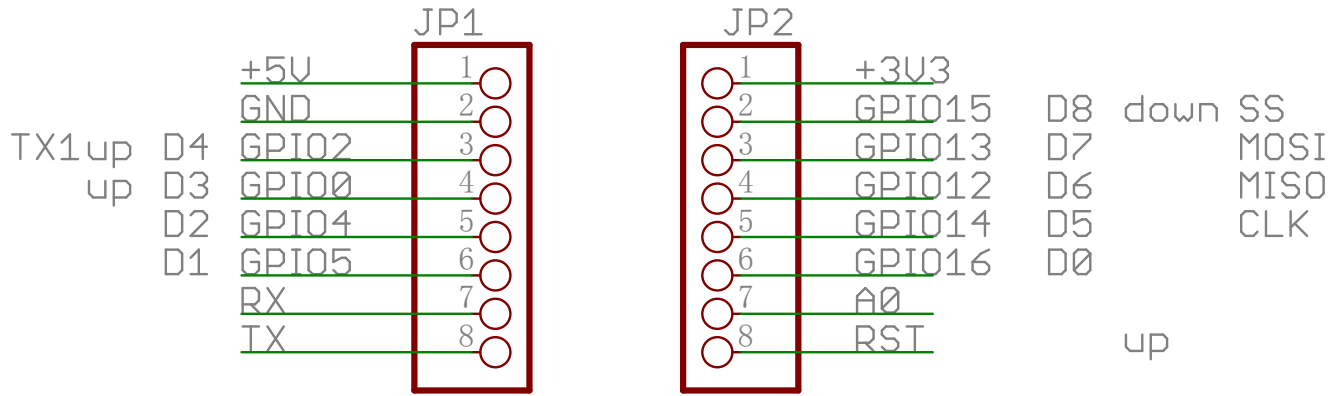 JP1 JP2
+5V 1 1 +3V3
GND 2 2 GPIO15 D8 down SS
TX1 up D4 GPIO2 3 3 GPIO13 D7 MOSI
up D3 GPIO0 4 4 GPIO12 D6 MISO
D2 GPIO4 5 5 GPIO14 D5 CLK
D1 GPIO5 6 6 GPIO16 D0
RX 7 7 A0
TX 8 8 RST up